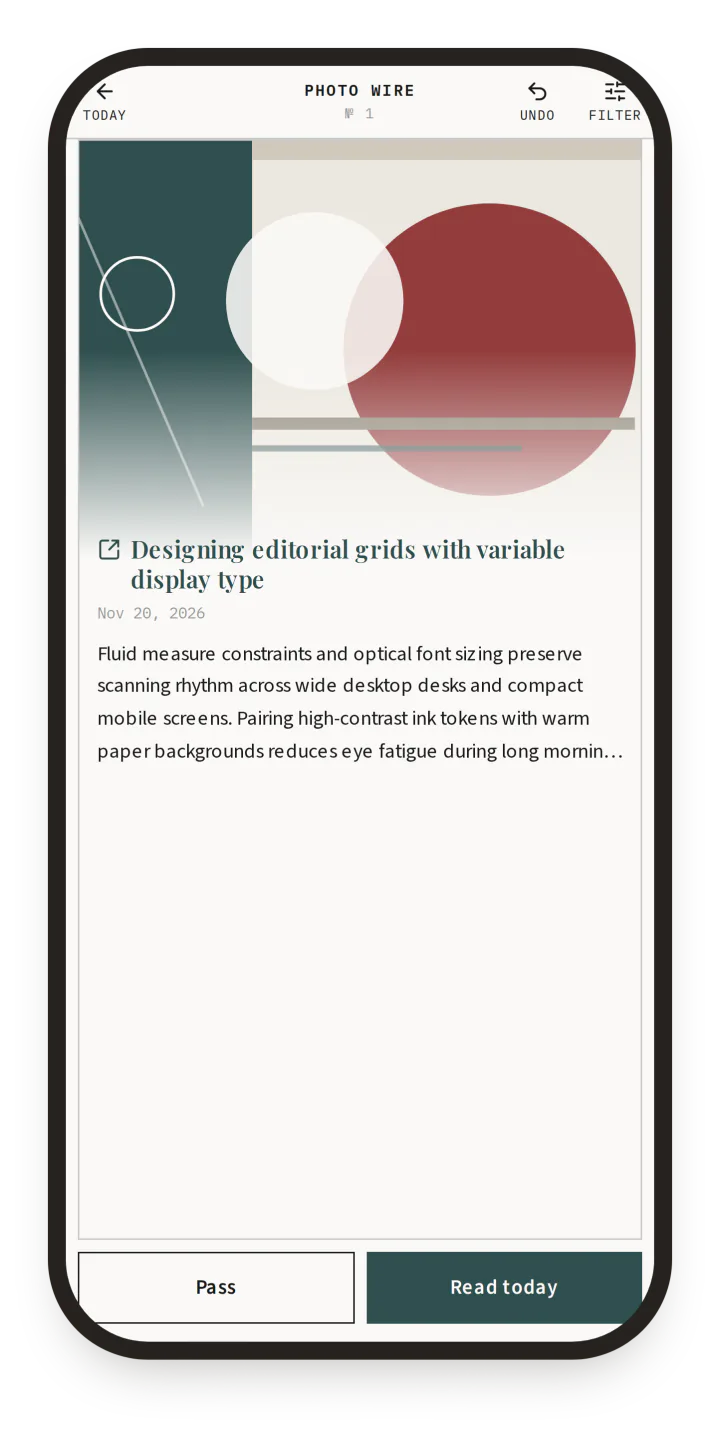 TODAY
PHOTO WIRE
№ 1
UNDO
FILTER
Designing editorial grids with variable
display type
Nov 20, 2026
Fluid measure constraints and optical font sizing preserve
scanning rhythm across wide desktop desks and compact
mobile screens. Pairing high-contrast ink tokens with warm
paper backgrounds reduces eye fatigue during long mornin…
Pass
Read today